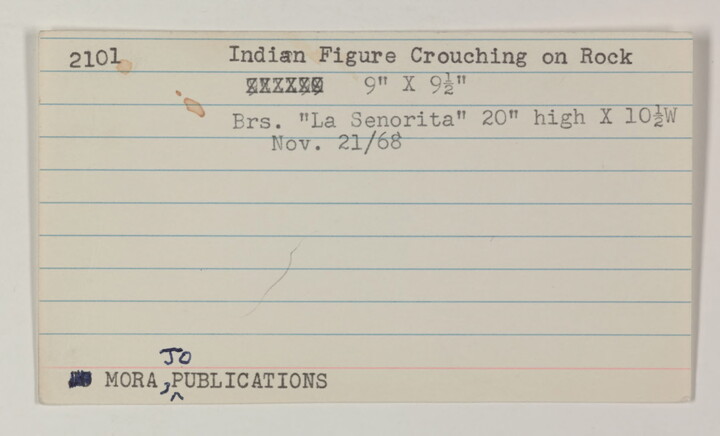 2101 Indian Figure Crouching on Rock
9" X 9½"
Brs. "La Senorita" 20" high X 10½W
Nov. 21/68
JO
MORA, PUBLICATIONS